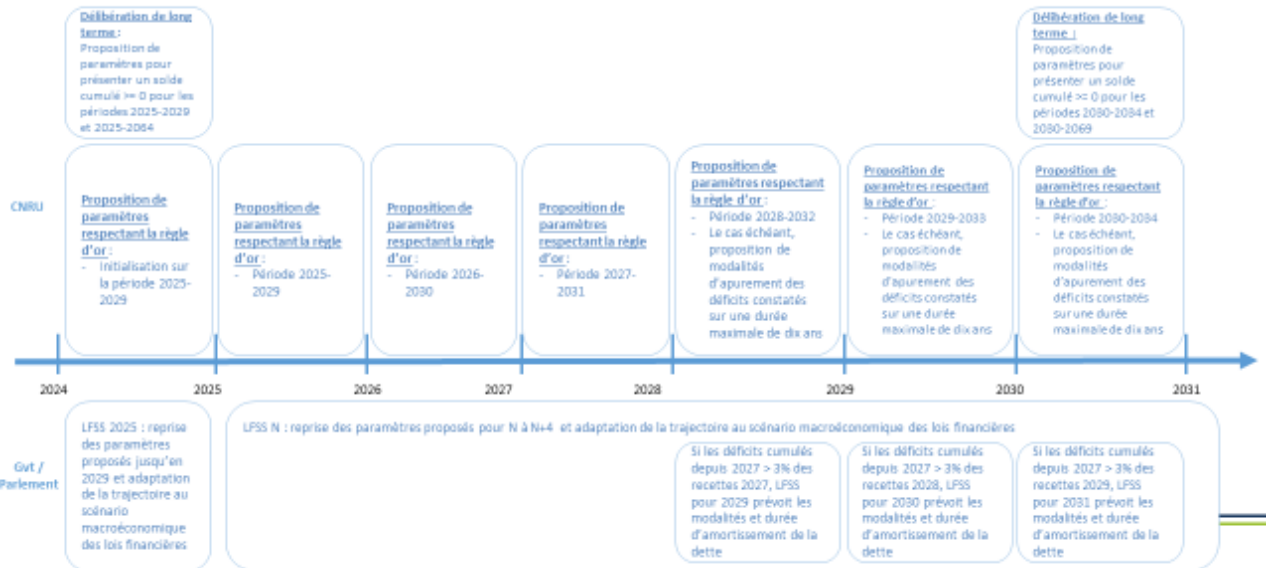 Délibération de long
terme :
Proposition de
paramètres pour
présenter un solde
cumulé >= 0 pour les
périodes 2025-2029
et 2025-2064
Délibération de long
terme :
Proposition de
paramètres pour
présenter un solde
cumulé >= 0 pour les
périodes 2030-2034 et
2030-2069
CNRU
Proposition de
paramètres
respectant la règle
d'or :
- Initialisation sur
la période 2025-
2029
Proposition de
paramètres
respectant la règle
d'or :
- Période 2025-
2029
Proposition de
paramètres
respectant la règle
d'or :
- Période 2026-
2030
Proposition de
paramètres
respectant la règle
d'or :
- Période 2027-
2031
Proposition de
paramètres respectant
la règle d'or :
- Période 2028-2032
- Le cas échéant,
proposition de
modalités
d'apurement des
déficits constatés
sur une durée
maximale de dix ans
Proposition de
paramètres respectant
la règle d'or :
- Période 2029-2033
- Le cas échéant,
proposition de
modalités
d'apurement des
déficits constatés
sur une durée
maximale de dix ans
Proposition de
paramètres respectant
la règle d'or :
- Période 2030-2034
- Le cas échéant,
proposition de
modalités
d'apurement des
déficits constatés
sur une durée
maximale de dix ans
2024 2025 2026 2027 2028 2029 2030 2031
Gvt /
Parlement
LFSS 2025 : reprise
des paramètres
proposés jusqu'en
2029 et adaptation
de la trajectoire au
scénario
macroéconomique
des lois financières
LFSS N : reprise des paramètres proposés pour N à N+4 et adaptation de la trajectoire au scénario macroéconomique des lois financières
Si les déficits cumulés
depuis 2027 > 3% des
recettes 2027, LFSS
pour 2029 prévoit les
modalités et durée
d'amortissement de la
dette
Si les déficits cumulés
depuis 2027 > 3% des
recettes 2028, LFSS
pour 2030 prévoit les
modalités et durée
d'amortissement de la
dette
Si les déficits cumulés
depuis 2027 > 3% des
recettes 2029, LFSS
pour 2031 prévoit les
modalités et durée
d'amortissement de la
dette